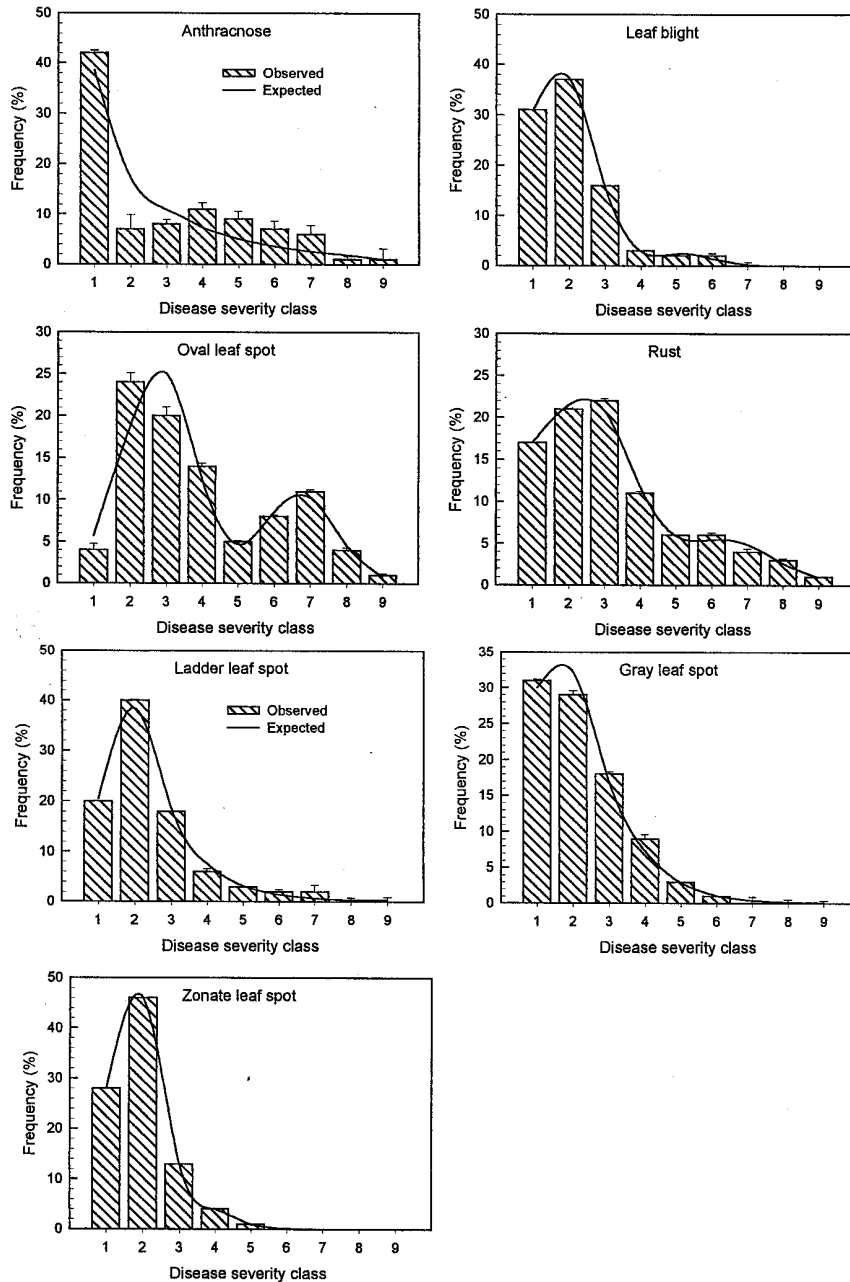 Anthracnose
Observed
Expected
Frequency (%)
50
40
30
20
10
0
1 2 3 4 5 6 7 8 9
Disease severity class
Leaf blight
Frequency (%)
50
40
30
20
10
0
1 2 3 4 5 6 7 8 9
Disease severity class
Oval leaf spot
Frequency (%)
30
25
20
15
10
5
0
1 2 3 4 5 6 7 8 9
Disease severity class
Rust
Frequency (%)
30
25
20
15
10
5
0
1 2 3 4 5 6 7 8 9
Disease severity class
Ladder leaf spot
Observed
Expected
Frequency (%)
50
40
30
20
10
0
1 2 3 4 5 6 7 8 9
Disease severity class
Gray leaf spot
Frequency (%)
35
30
25
20
15
10
5
0
1 2 3 4 5 6 7 8 9
Disease severity class
Zonate leaf spot
Frequency (%)
50
40
30
20
10
0
1 2 3 4 5 6 7 8 9
Disease severity class